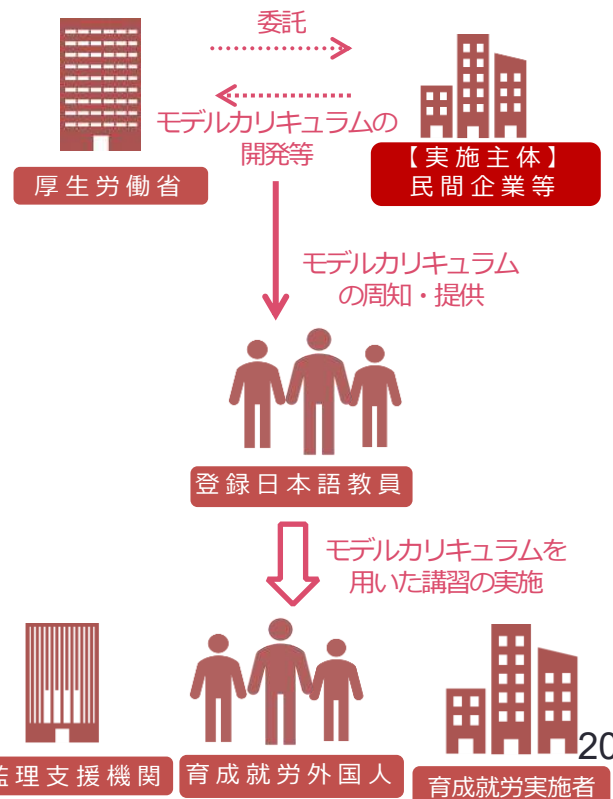 委託
モデルカリキュラムの
開発等
厚生労働省
【実施主体】
民間企業等
モデルカリキュラム
の周知・提供
登録日本語教員
モデルカリキュラムを
用いた講習の実施
監理支援機関
育成就労外国人
育成就労実施者
20